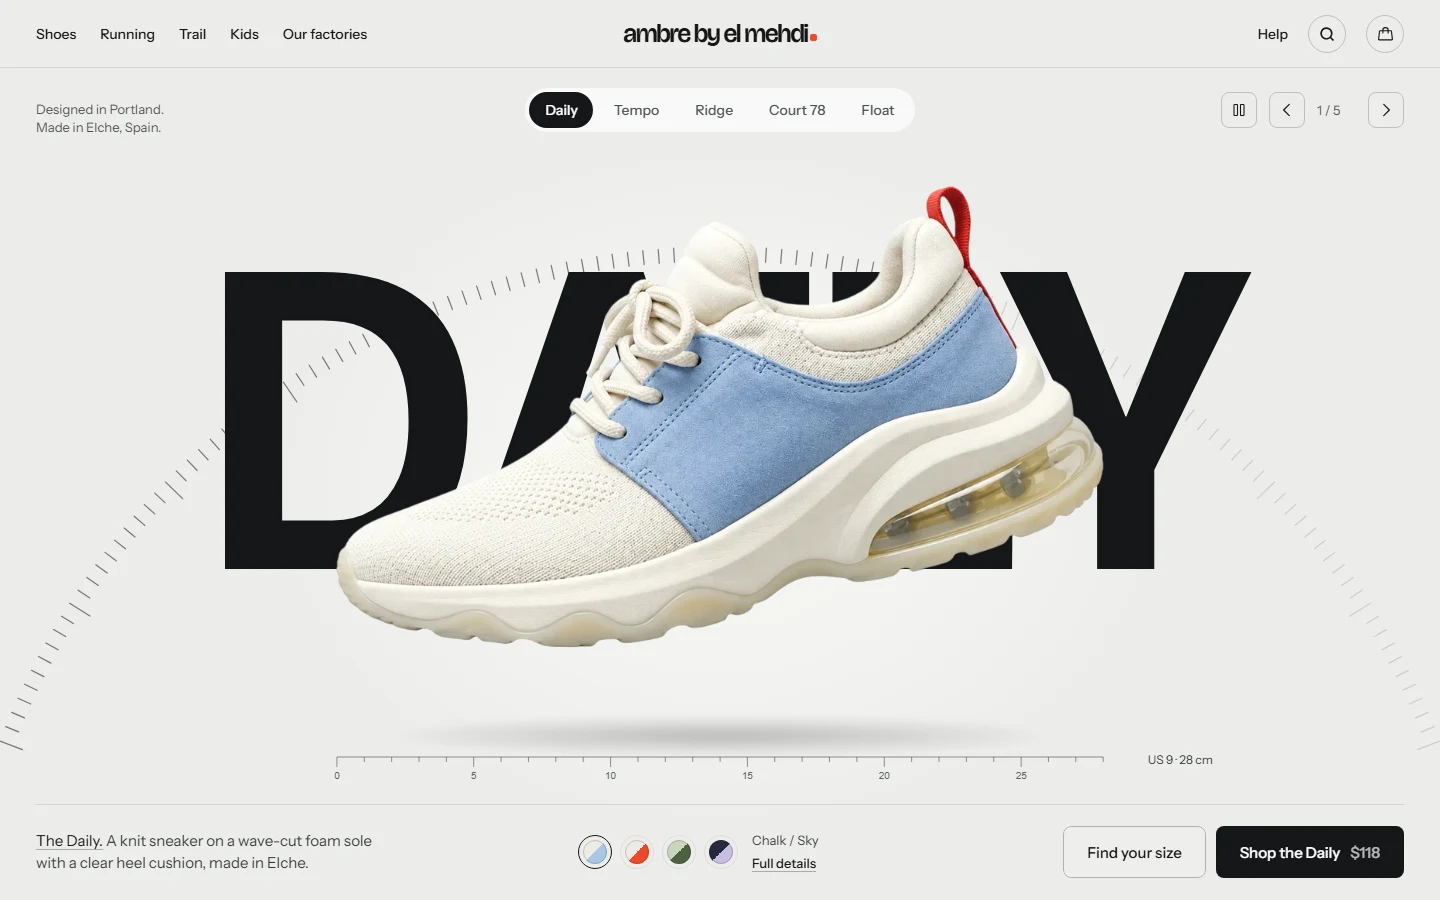 Shoes Running Trail Kids Our factories
ambre by el mehdi.
Help
Designed in Portland.
Made in Elche, Spain.
Daily Tempo Ridge Court 78 Float
1 / 5
DAILY
0 5 10 15 20 25
US 9 · 28 cm
The Daily. A knit sneaker on a wave-cut foam sole
with a clear heel cushion, made in Elche.
Chalk / Sky
Full details
Find your size
Shop the Daily $118